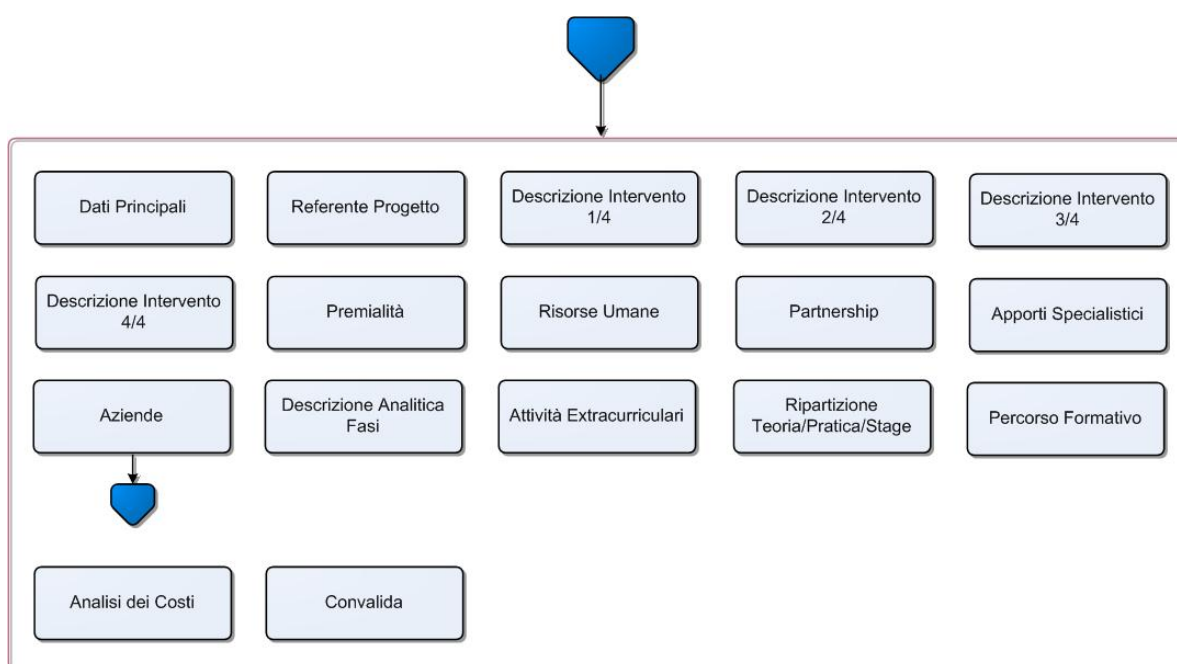 Dati Principali
Referente Progetto
Descrizione Intervento
1/4
Descrizione Intervento
2/4
Descrizione Intervento
3/4
Descrizione Intervento
4/4
Premialità
Risorse Umane
Partnership
Apporti Specialistici
Aziende
Descrizione Analitica
Fasi
Attività Extracurriculari
Ripartizione
Teoria/Pratica/Stage
Percorso Formativo
Analisi dei Costi
Convalida